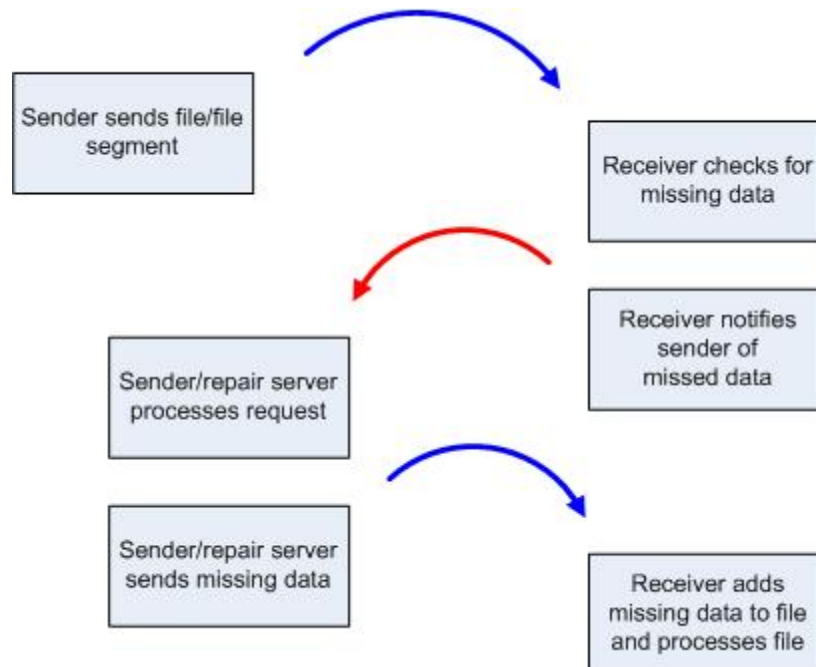 Sender sends file/file
segment
Receiver checks for
missing data
Receiver notifies
sender of
missed data
Sender/repair server
processes request
Sender/repair server
sends missing data
Receiver adds
missing data to file
and processes file